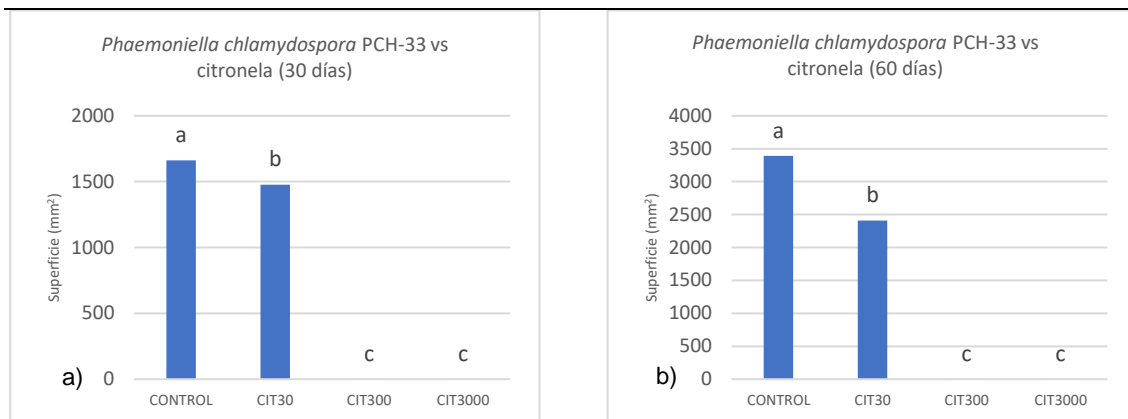 Phaemoniella chlamydospora PCH-33 vs
citronela (30 días)
2000
1500
1000
500
0
Superficie (mm²)
a
b
c
c
CONTROL
CIT30
CIT300
CIT3000
a)
Phaemoniella chlamydospora PCH-33 vs
citronela (60 días)
4000
3500
3000
2500
2000
1500
1000
500
0
Superficie (mm²)
a
b
c
c
CONTROL
CIT30
CIT300
CIT3000
b)